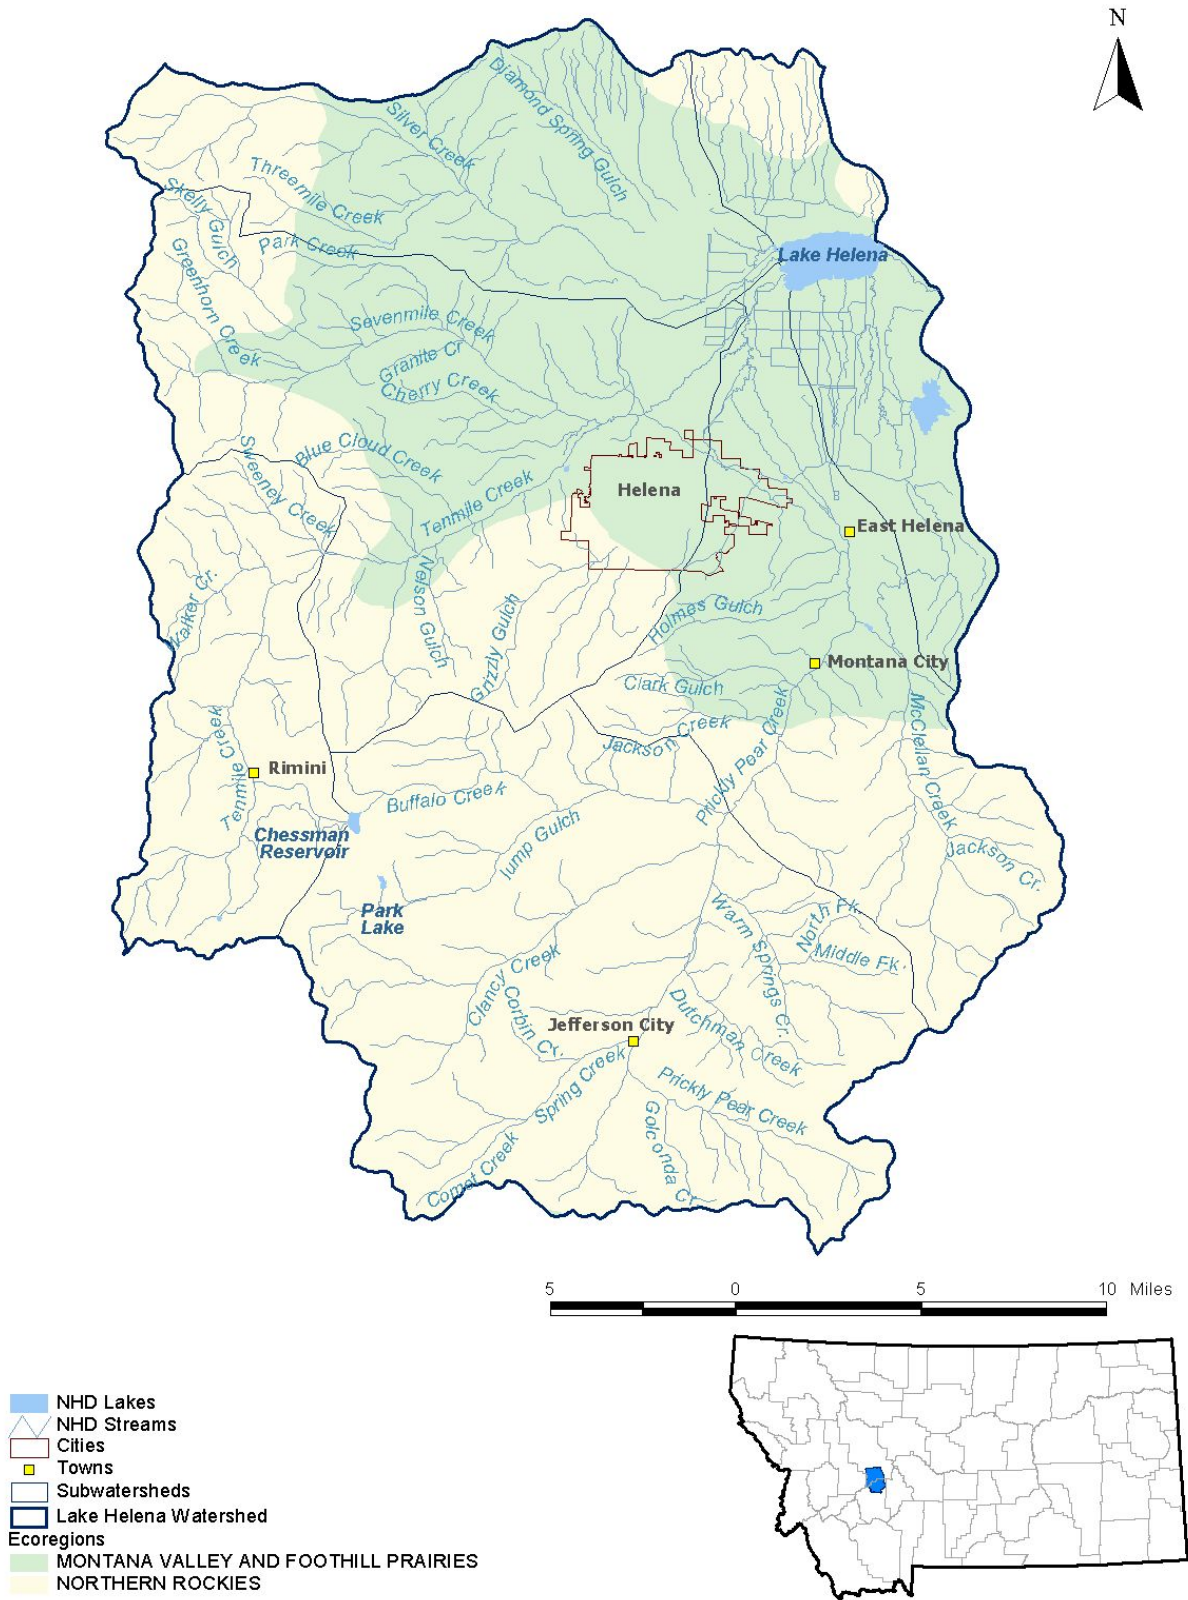 N
Diamond Spring Gulch
Silver Creek
Threemile Creek
Skelly Gulch
Park Creek
Greenhorn Creek
Lake Helena
Sevenmile Creek
Granite Cr
Cherry Creek
Blue Cloud Creek
Sweeney Creek
Tenmile Creek
Helena
East Helena
Nelson Gulch
Walker Cr.
Grizzly Gulch
Holmes Gulch
Montana City
Clark Gulch
McClellan Creek
Jackson Creek
Prickly Pear Creek
Tenmile Creek
Rimini
Buffalo Creek
Chessman
Reservoir
Jump Gulch
Jackson Cr.
Park
Lake
Warm Springs Cr.
North Fk.
Middle Fk.
Clancy Creek
Corbin Cr.
Dutchman Creek
Jefferson City
Spring Creek
Prickly Pear Creek
Golconda Cr.
Comet Creek
5 0 5 10 Miles
NHD Lakes
NHD Streams
Cities
Towns
Subwatersheds
Lake Helena Watershed
Ecoregions
MONTANA VALLEY AND FOOTHILL PRAIRIES
NORTHERN ROCKIES